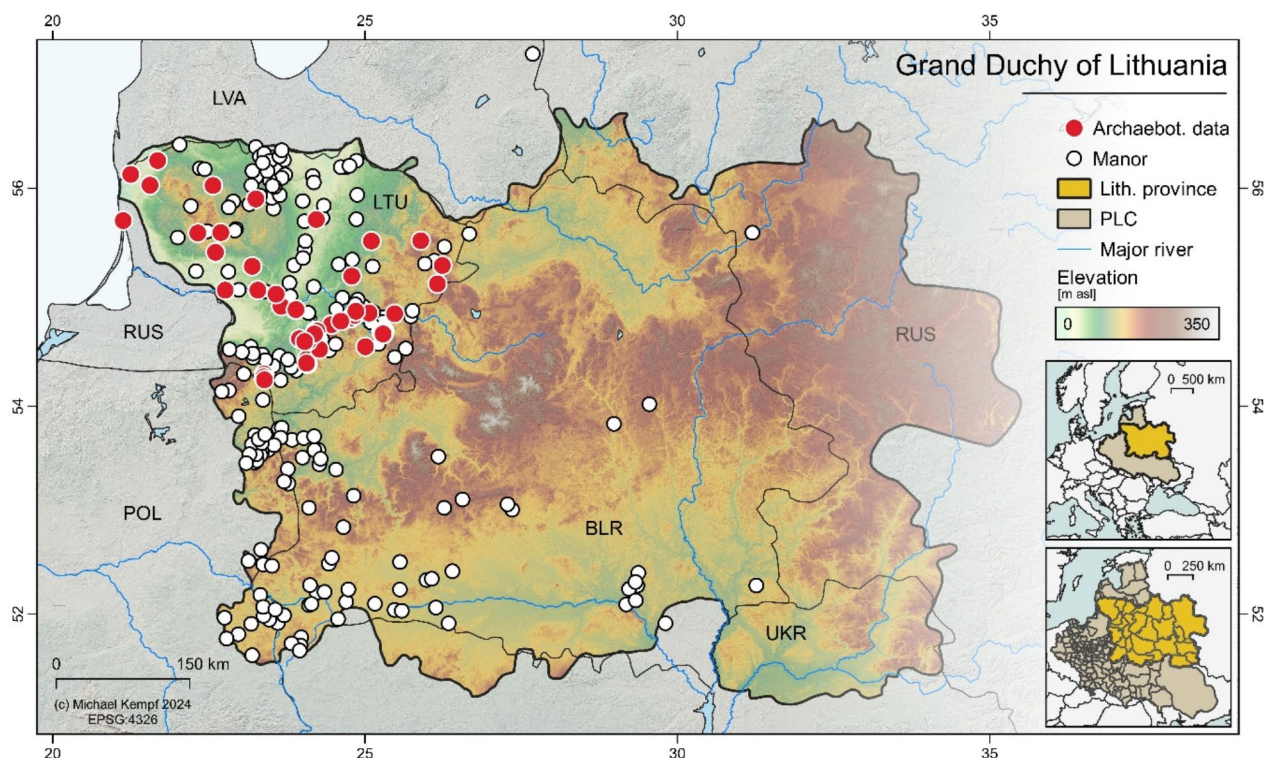 20 25 30 35
Grand Duchy of Lithuania
LVA
Archaebot. data
Manor
56
LTU
56
Lith. province
PLC
Major river
Elevation
[m asl]
RUS
RUS
0 350
0 500 km
54
54
POL
BLR
0 250 km
52
UKR
52
0 150 km
(c) Michael Kempf 2024
EPSG:4326
20 25 30 35